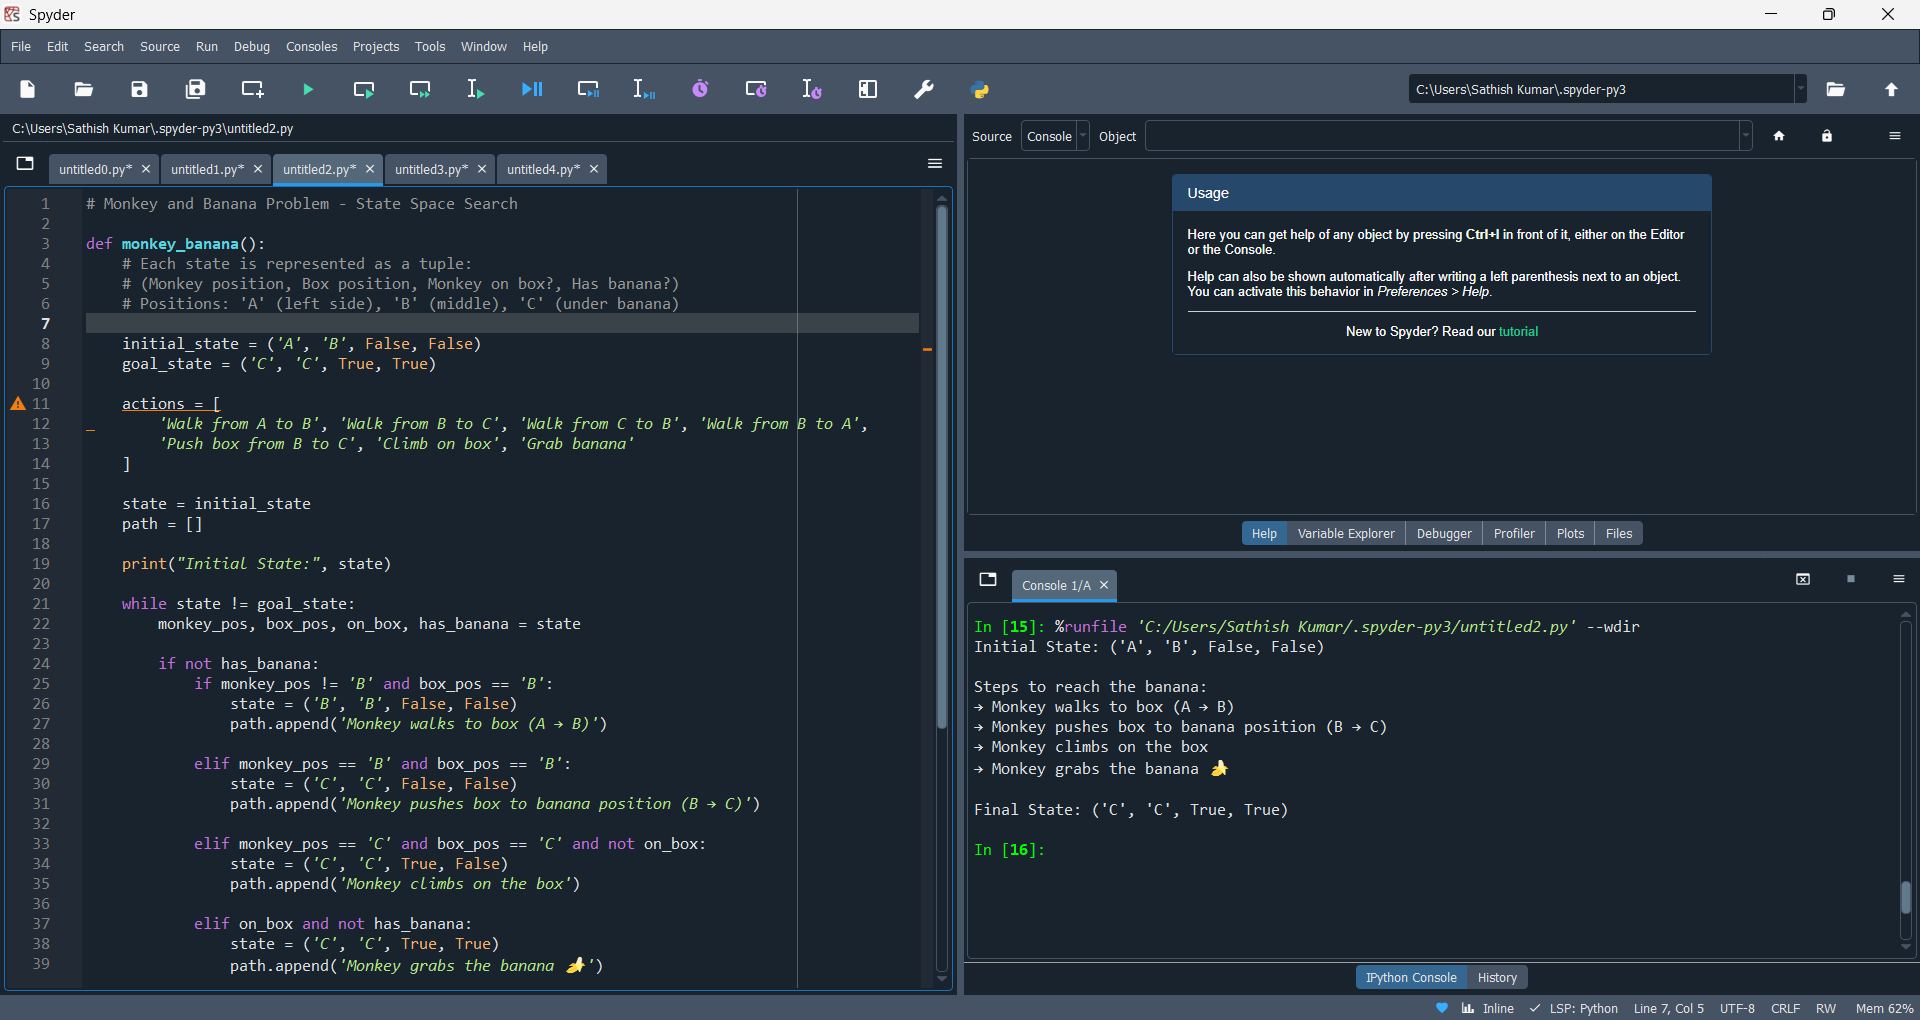 Spyder
File Edit Search Source Run Debug Consoles Projects Tools Window Help
C:\Users\Sathish Kumar\.spyder-py3
C:\Users\Sathish Kumar\.spyder-py3\untitled2.py
untitled0.py* untitled1.py* untitled2.py* untitled3.py* untitled4.py*
1 # Monkey and Banana Problem - State Space Search
2
3 def monkey_banana():
4     # Each state is represented as a tuple:
5     # (Monkey position, Box position, Monkey on box?, Has banana?)
6     # Positions: 'A' (left side), 'B' (middle), 'C' (under banana)
7
8     initial_state = ('A', 'B', False, False)
9     goal_state = ('C', 'C', True, True)
10
11     actions = [
12         'Walk from A to B', 'Walk from B to C', 'Walk from C to B', 'Walk from B to A',
13         'Push box from B to C', 'Climb on box', 'Grab banana'
14     ]
15
16     state = initial_state
17     path = []
18
19     print("Initial State:", state)
20
21     while state != goal_state:
22         monkey_pos, box_pos, on_box, has_banana = state
23
24         if not has_banana:
25             if monkey_pos != 'B' and box_pos == 'B':
26                 state = ('B', 'B', False, False)
27                 path.append('Monkey walks to box (A → B)')
28
29             elif monkey_pos == 'B' and box_pos == 'B':
30                 state = ('C', 'C', False, False)
31                 path.append('Monkey pushes box to banana position (B → C)')
32
33             elif monkey_pos == 'C' and box_pos == 'C' and not on_box:
34                 state = ('C', 'C', True, False)
35                 path.append('Monkey climbs on the box')
36
37             elif on_box and not has_banana:
38                 state = ('C', 'C', True, True)
39                 path.append('Monkey grabs the banana 🍌')
Source Console Object
Usage
Here you can get help of any object by pressing Ctrl+I in front of it, either on the Editor
or the Console.
Help can also be shown automatically after writing a left parenthesis next to an object.
You can activate this behavior in Preferences > Help.
New to Spyder? Read our tutorial
Help Variable Explorer Debugger Profiler Plots Files
Console 1/A
In [15]: %runfile 'C:/Users/Sathish Kumar/.spyder-py3/untitled2.py' --wdir
Initial State: ('A', 'B', False, False)
Steps to reach the banana:
→ Monkey walks to box (A → B)
→ Monkey pushes box to banana position (B → C)
→ Monkey climbs on the box
→ Monkey grabs the banana 🍌
Final State: ('C', 'C', True, True)
In [16]:
IPython Console History
Inline LSP: Python Line 7, Col 5 UTF-8 CRLF RW Mem 62%